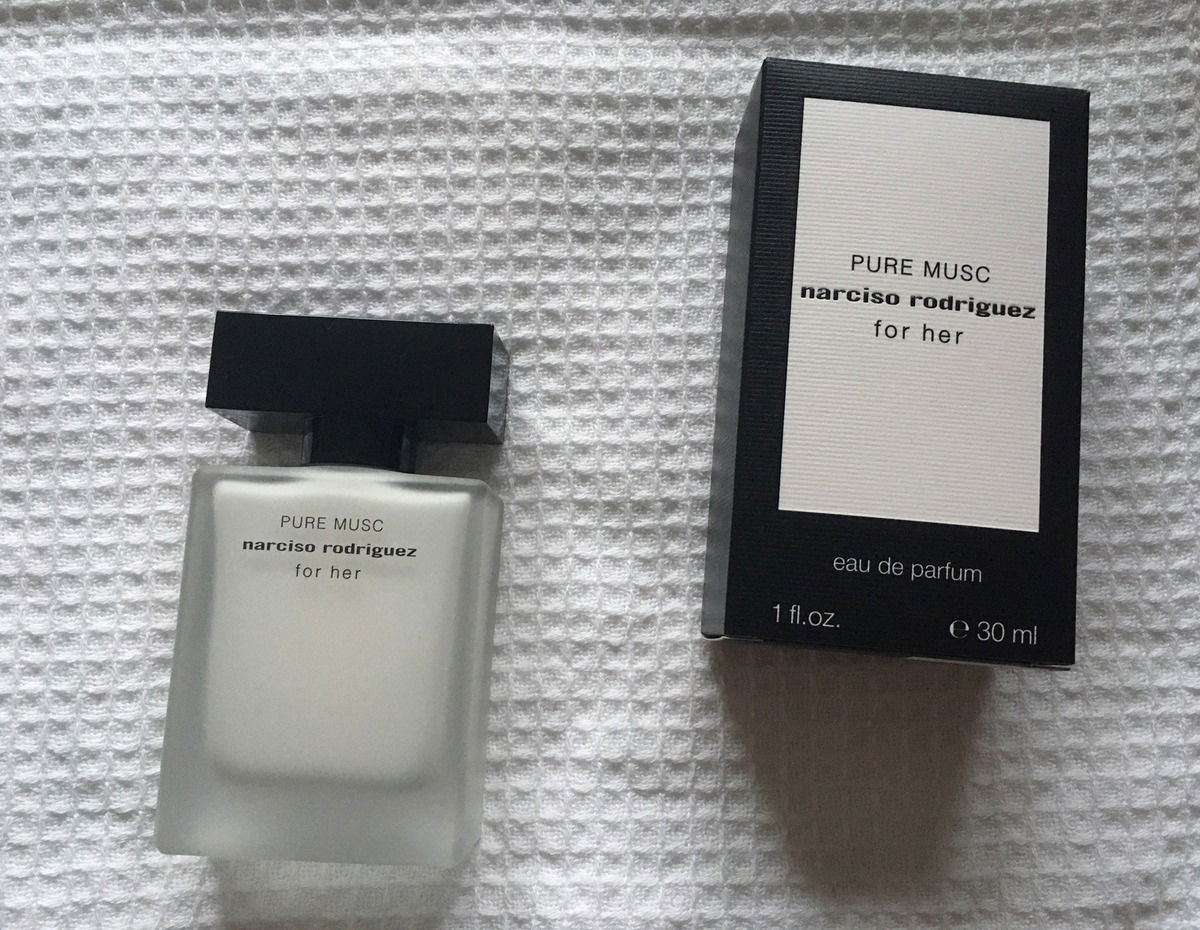 PURE MUSC
narciso rodriguez
for her
PURE MUSC
narciso rodriguez
for her
eau de parfum
1 fl.oz.
℮ 30 ml